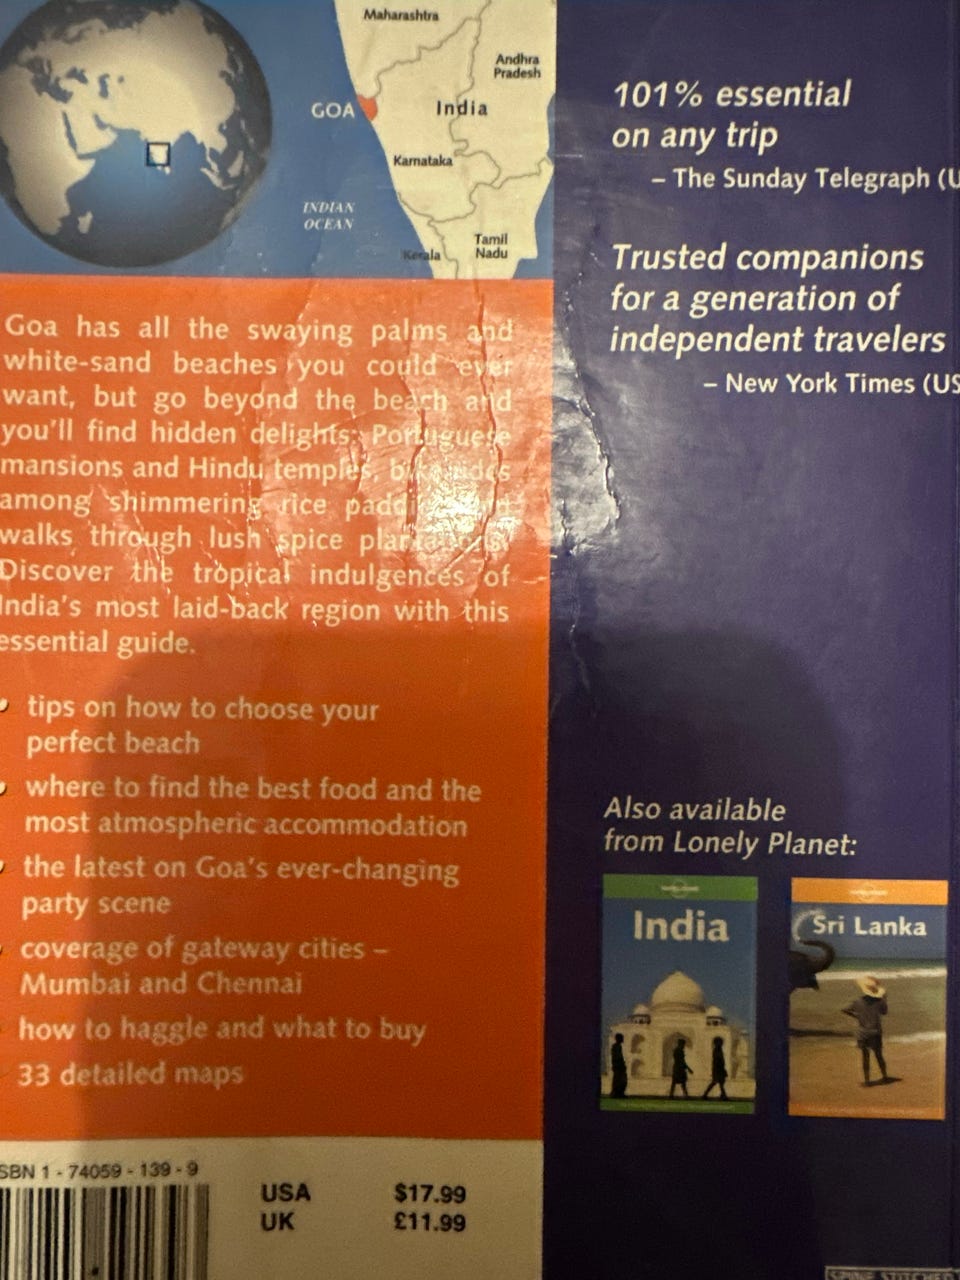 Maharashtra
Andhra
Pradesh
GOA
India
Karnataka
INDIAN
OCEAN
Kerala
Tamil
Nadu
Goa has all the swaying palms and
white-sand beaches you could ever
want, but go beyond the beach and
you'll find hidden delights: Portuguese
mansions and Hindu temples, bike rides
among shimmering rice
walks through lush spice
Discover the tropical indulgences of
India's most laid-back region with this
essential guide.
tips on how to choose your
perfect beach
where to find the best food and the
most atmospheric accommodation
the latest on Goa's ever-changing
party scene
coverage of gateway cities –
Mumbai and Chennai
how to haggle and what to buy
33 detailed maps
SBN 1 - 74059 - 139 - 9
USA $17.99
UK £11.99
101% essential
on any trip
– The Sunday Telegraph (U
Trusted companions
for a generation of
independent travelers
– New York Times (US
Also available
from Lonely Planet:
India
Sri Lanka